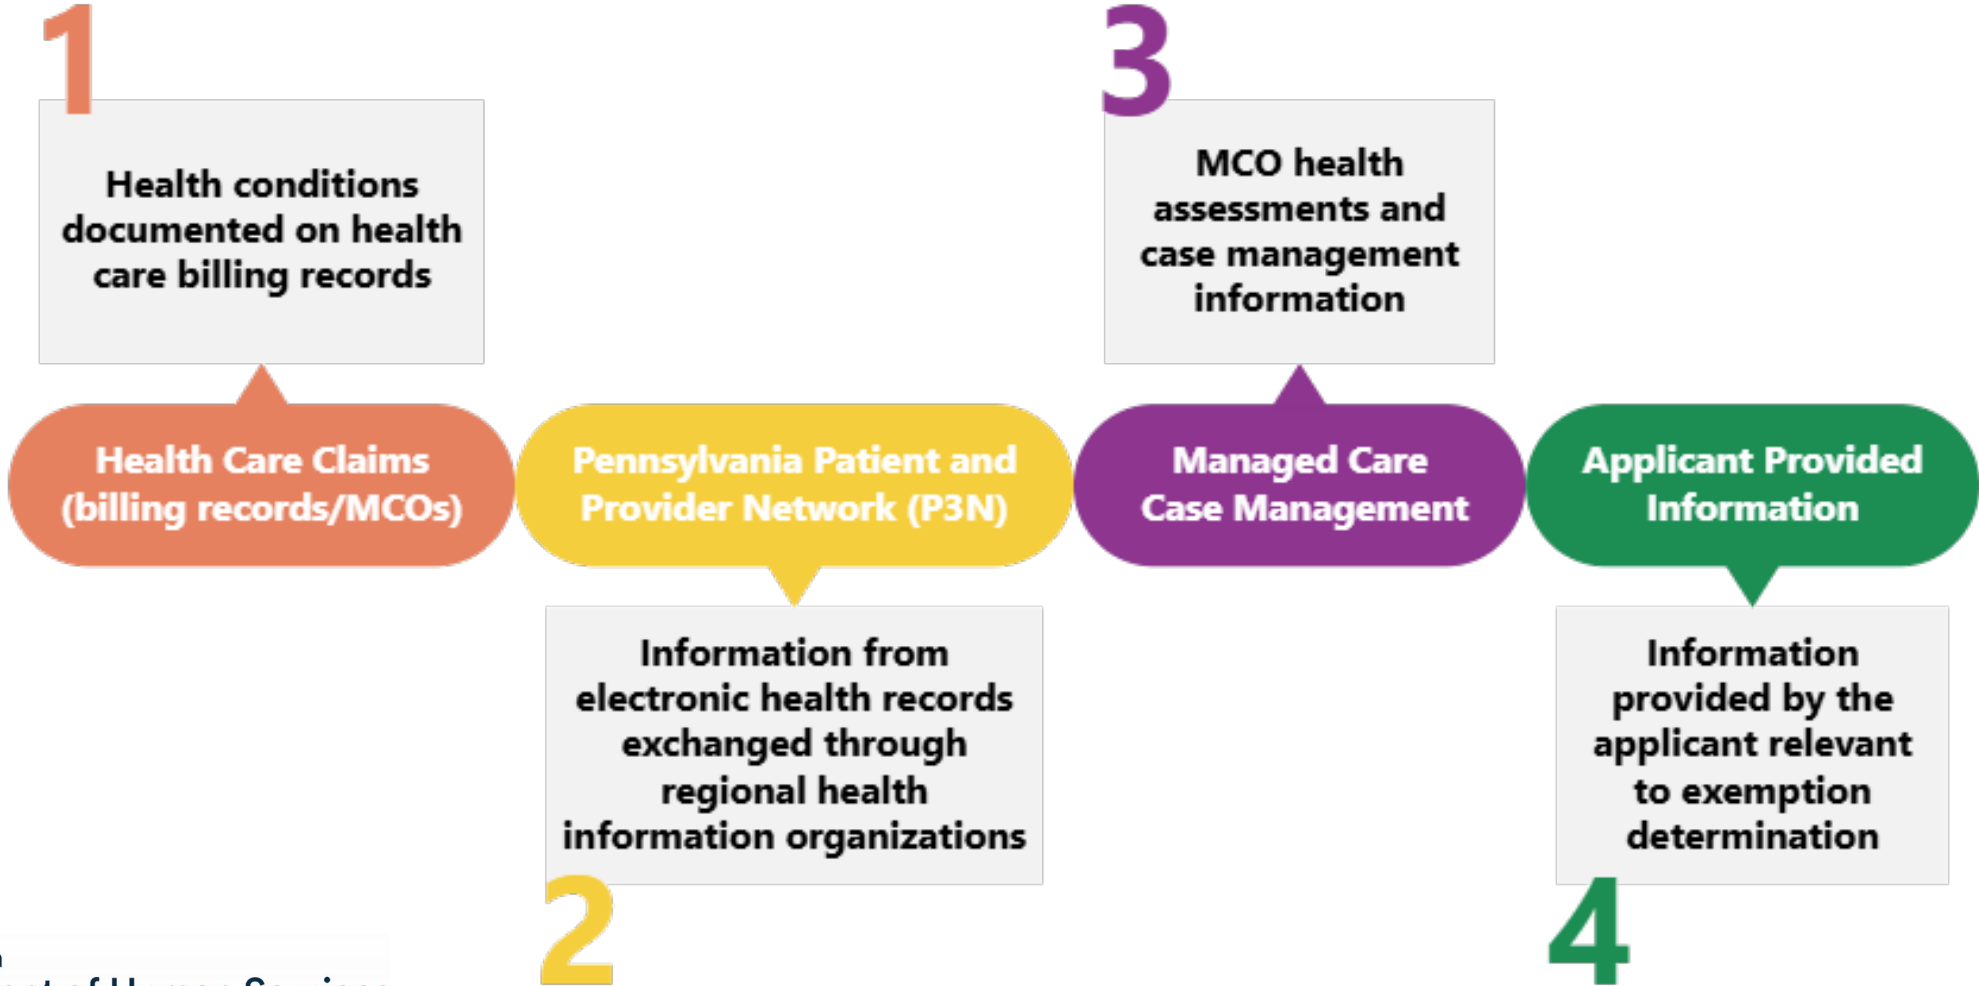 1
Health conditions
documented on health
care billing records
Health Care Claims
(billing records/MCOs)
Pennsylvania Patient and
Provider Network (P3N)
Information from
electronic health records
exchanged through
regional health
information organizations
2
3
MCO health
assessments and
case management
information
Managed Care
Case Management
Applicant Provided
Information
Information
provided by the
applicant relevant
to exemption
determination
4
of Human Services